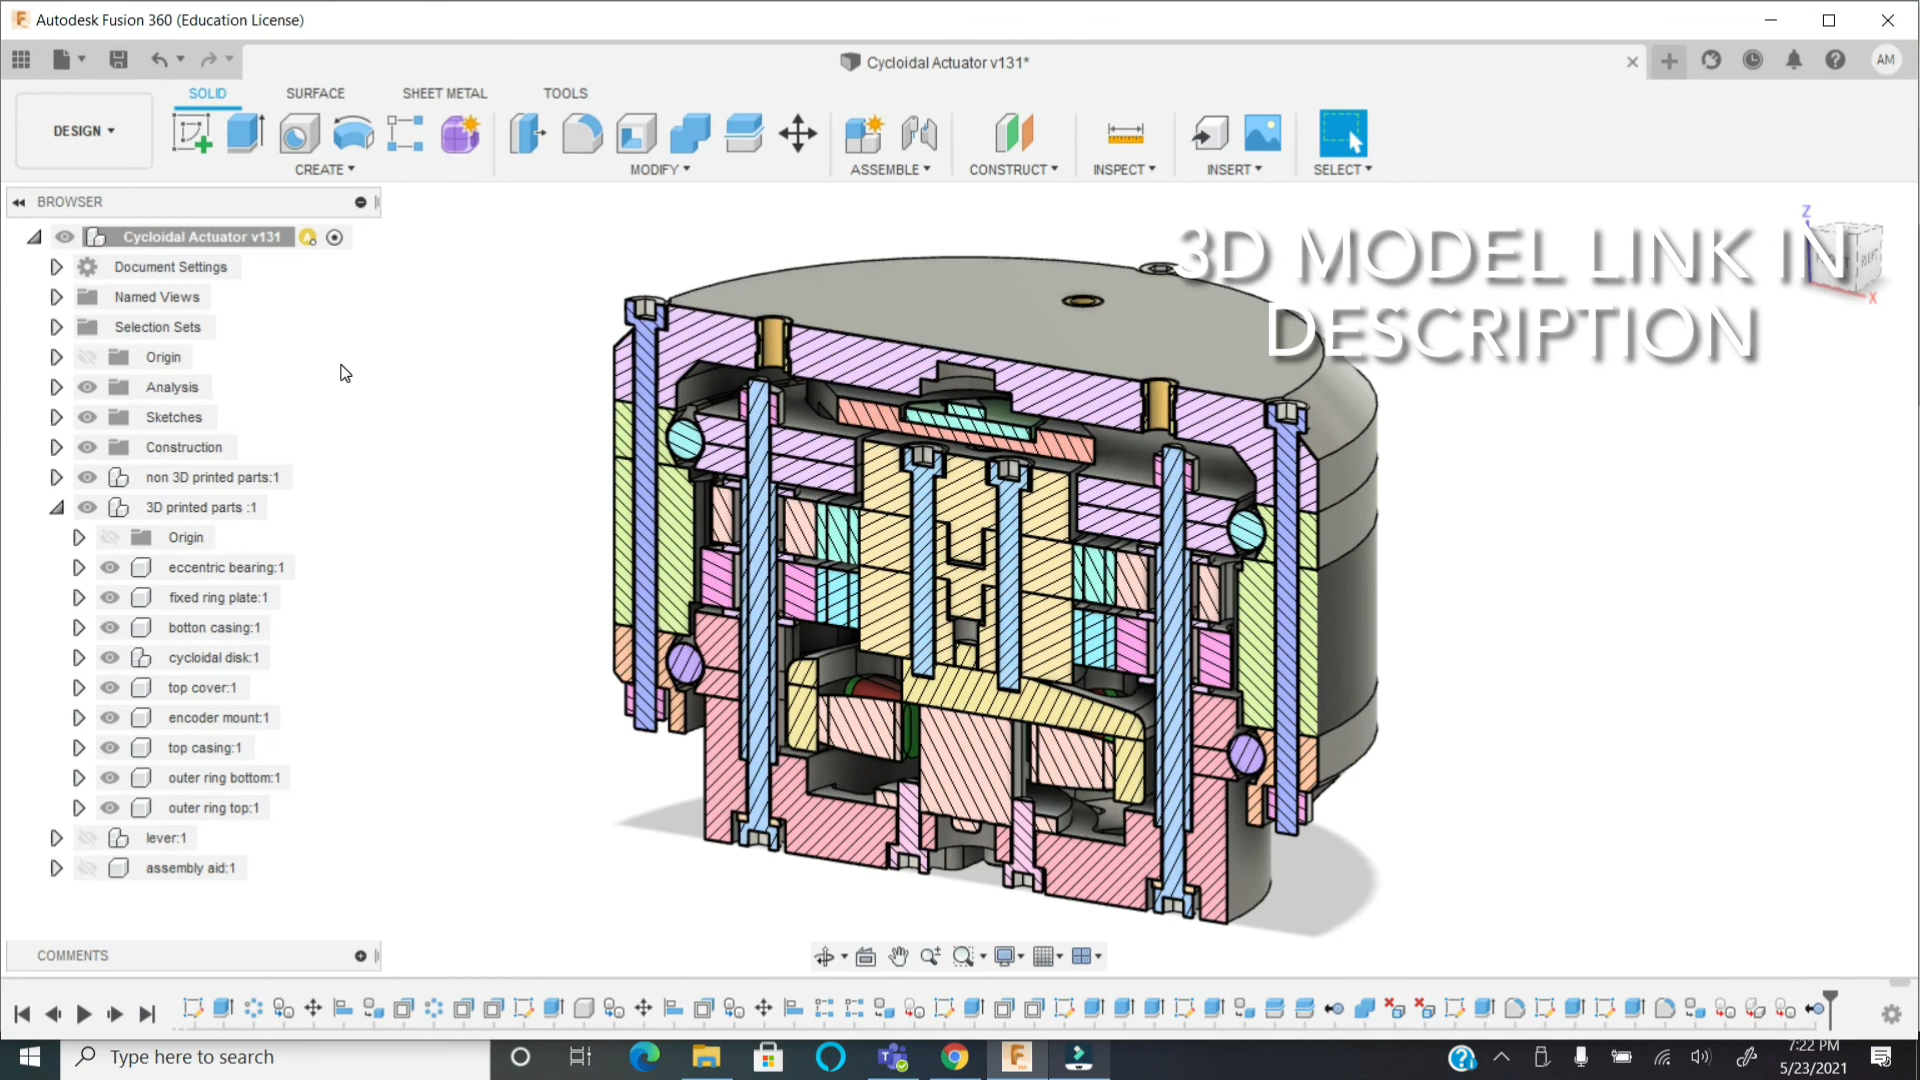 Autodesk Fusion 360 (Education License)
Cycloidal Actuator v131*
AM
SOLID
SURFACE
SHEET METAL
TOOLS
DESIGN
CREATE
MODIFY
ASSEMBLE
CONSTRUCT
INSPECT
INSERT
SELECT
BROWSER
Cycloidal Actuator v131
Document Settings
Named Views
Selection Sets
Origin
Analysis
Sketches
Construction
non 3D printed parts:1
3D printed parts :1
Origin
eccentric bearing:1
fixed ring plate:1
botton casing:1
cycloidal disk:1
top cover:1
encoder mount:1
top casing:1
outer ring bottom:1
outer ring top:1
lever:1
assembly aid:1
COMMENTS
3D MODEL LINK IN
DESCRIPTION
Z
X
Type here to search
7:22 PM
5/23/2021